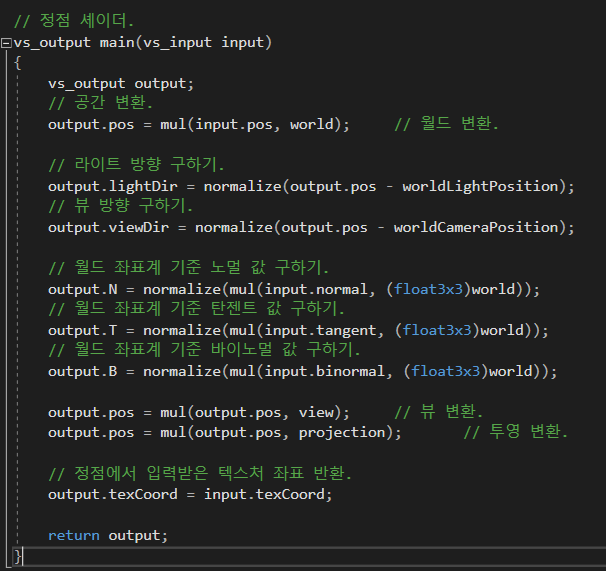 // 정점 셰이더.
vs_output main(vs_input input)
{
vs_output output;
// 공간 변환.
output.pos = mul(input.pos, world); // 월드 변환.
// 라이트 방향 구하기.
output.lightDir = normalize(output.pos - worldLightPosition);
// 뷰 방향 구하기.
output.viewDir = normalize(output.pos - worldCameraPosition);
// 월드 좌표계 기준 노멀 값 구하기.
output.N = normalize(mul(input.normal, (float3x3)world));
// 월드 좌표계 기준 탄젠트 값 구하기.
output.T = normalize(mul(input.tangent, (float3x3)world));
// 월드 좌표계 기준 바이노멀 값 구하기.
output.B = normalize(mul(input.binormal, (float3x3)world));
output.pos = mul(output.pos, view); // 뷰 변환.
output.pos = mul(output.pos, projection); // 투영 변환.
// 정점에서 입력받은 텍스처 좌표 반환.
output.texCoord = input.texCoord;
return output;
}